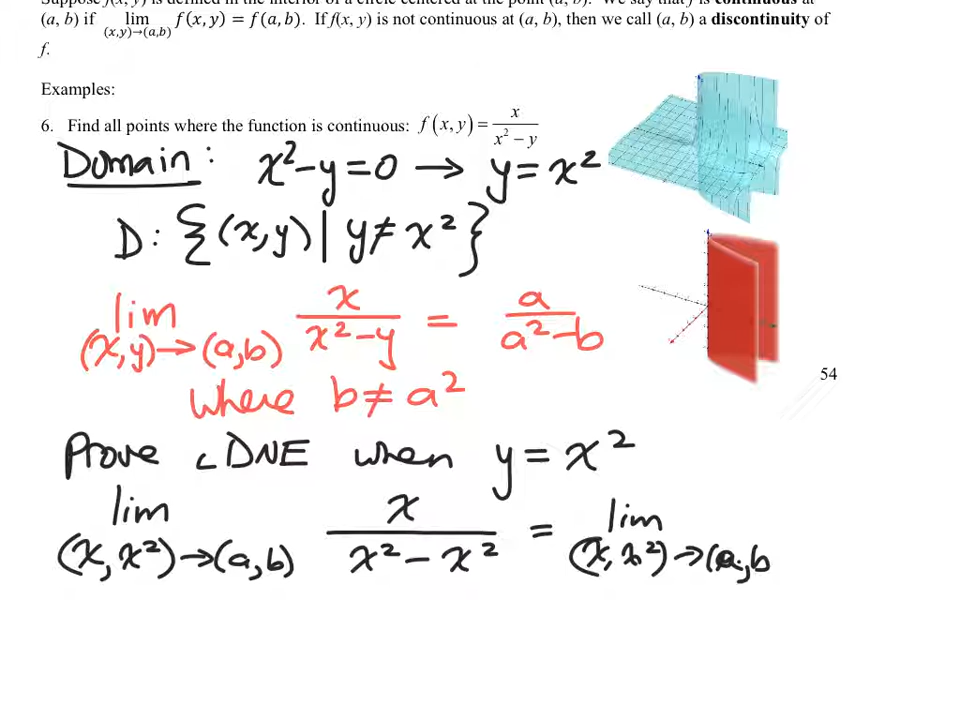 (a, b) if lim (x,y)→(a,b) f(x, y) = f(a, b). If f(x, y) is not continuous at (a, b), then we call (a, b) a discontinuity of
f.
Examples:
6. Find all points where the function is continuous: f(x, y) = x / (x² − y)
Domain: x² − y = 0 → y = x²
D: {(x,y) | y ≠ x²}
lim (x,y)→(a,b) x / (x² − y) = a / (a² − b)
where b ≠ a²
54
Prove DNE when y = x²
lim (x, x²)→(a,b) x / (x² − x²) = lim (x, x²)→(a,b